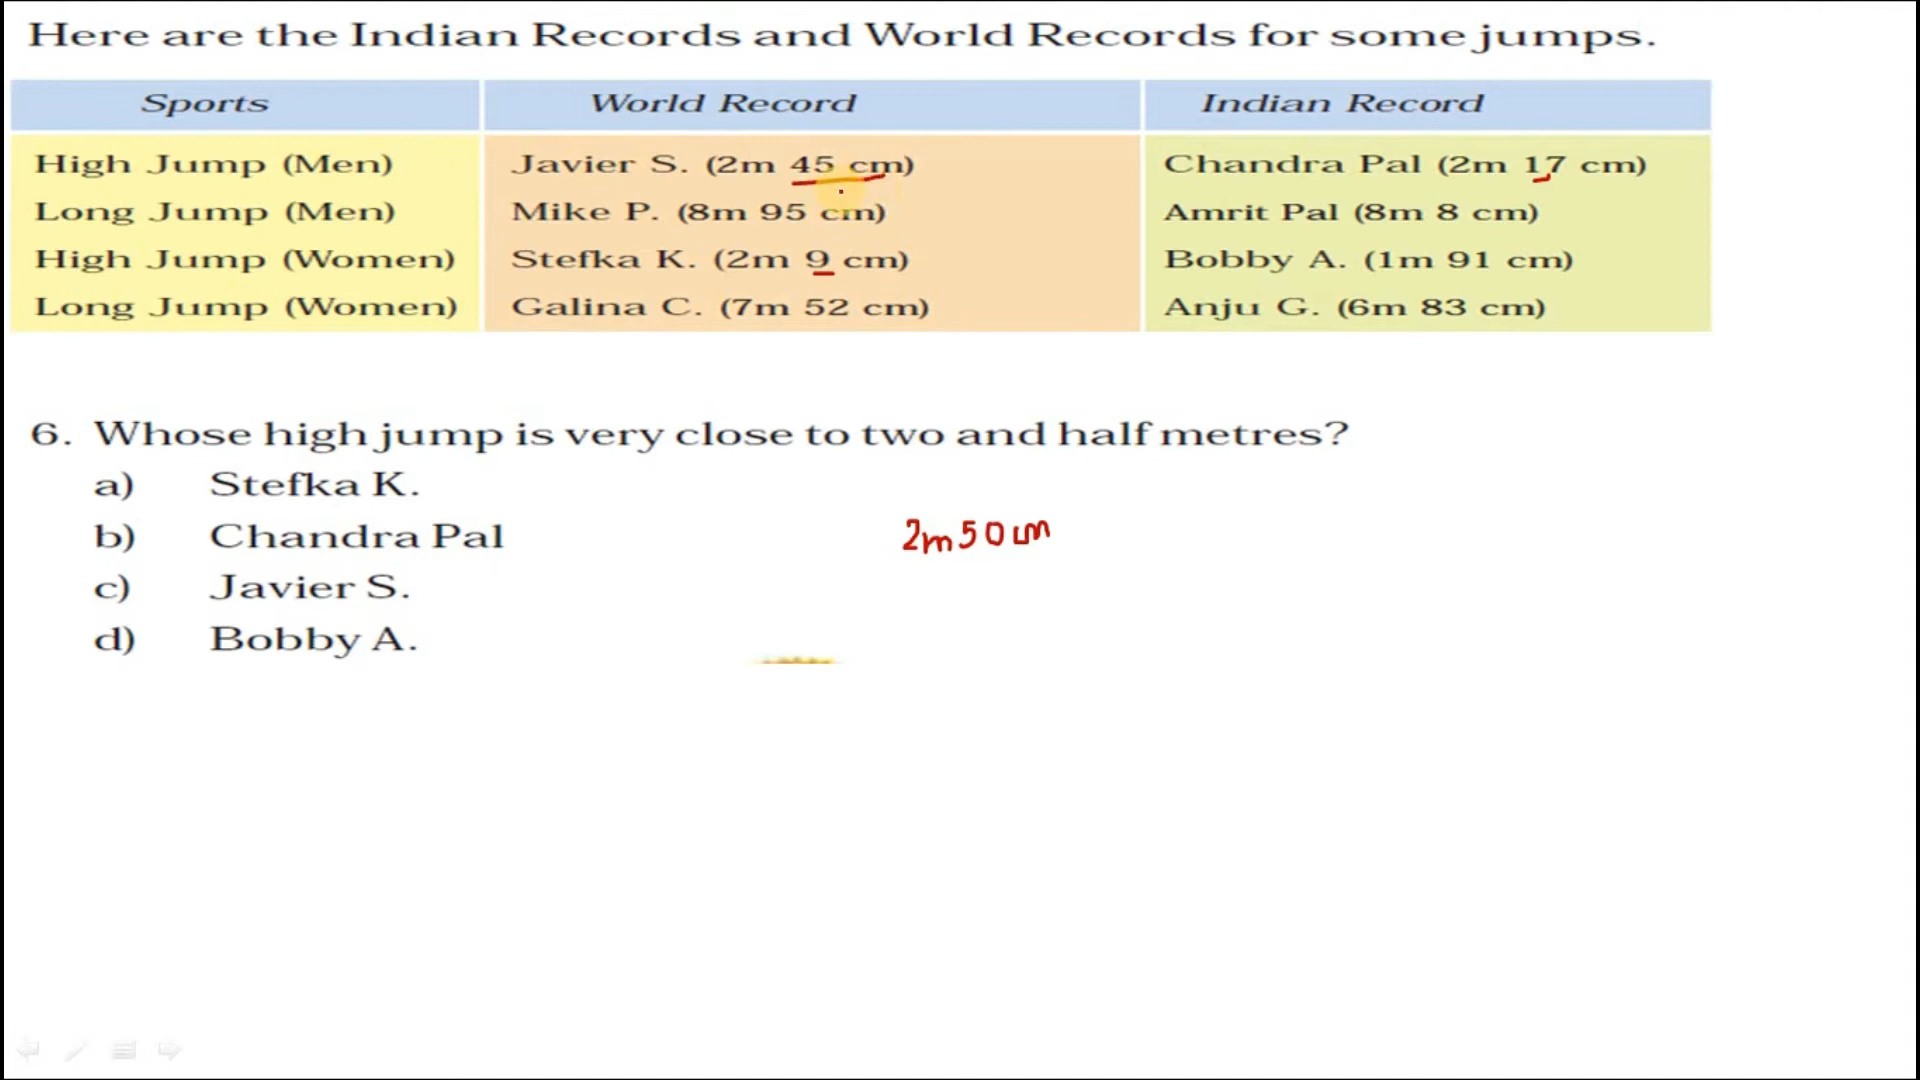 Here are the Indian Records and World Records for some jumps.
Sports World Record Indian Record
High Jump (Men) Javier S. (2m 45 cm) Chandra Pal (2m 17 cm)
Long Jump (Men) Mike P. (8m 95 cm) Amrit Pal (8m 8 cm)
High Jump (Women) Stefka K. (2m 9 cm) Bobby A. (1m 91 cm)
Long Jump (Women) Galina C. (7m 52 cm) Anju G. (6m 83 cm)
6. Whose high jump is very close to two and half metres?
a) Stefka K.
b) Chandra Pal
2m 50 cm
c) Javier S.
d) Bobby A.